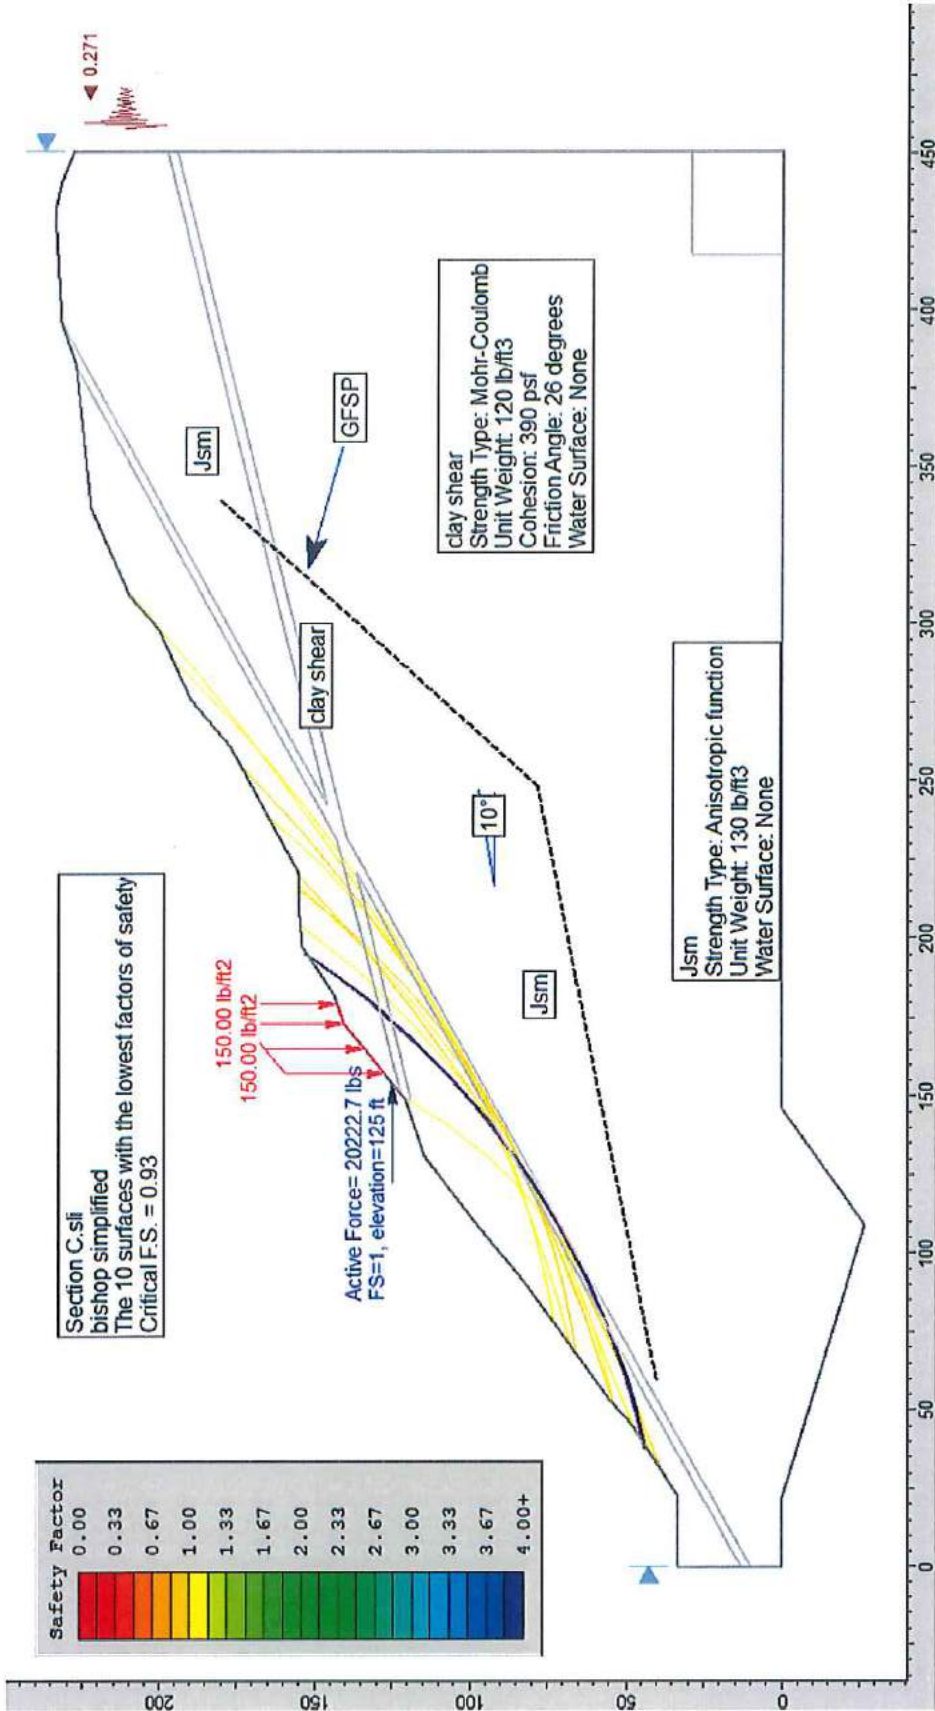 Section C.sli
bishop simplified
The 10 surfaces with the lowest factors of safety
Critical F.S. = 0.93
Safety Factor
0.00
0.33
0.67
1.00
1.33
1.67
2.00
2.33
2.67
3.00
3.33
3.67
4.00+
150.00 lb/ft2
150.00 lb/ft2
Active Force= 20222.7 lbs
FS=1, elevation=125 ft
0.271
Jsm
clay shear
GFSP
10°
Jsm
clay shear
Strength Type: Mohr-Coulomb
Unit Weight: 120 lb/ft3
Cohesion: 390 psf
Friction Angle: 26 degrees
Water Surface: None
Jsm
Strength Type: Anisotropic function
Unit Weight: 130 lb/ft3
Water Surface: None
200
150
100
50
0
0
50
100
150
200
250
300
350
400
450